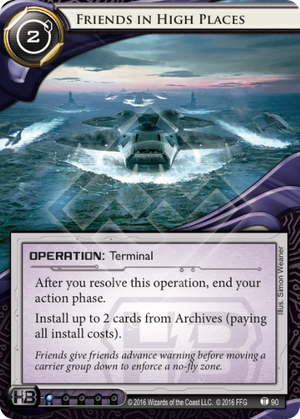 Friends in High Places
2
OPERATION: Terminal
After you resolve this operation, end your
action phase.
Install up to 2 cards from Archives (paying
all install costs).
Friends give friends advance warning before moving a
carrier group down to enforce a no-fly zone.
Illus. Simon Weaner
HB
© 2016 Wizards of the Coast LLC. © 2016 FFG
90